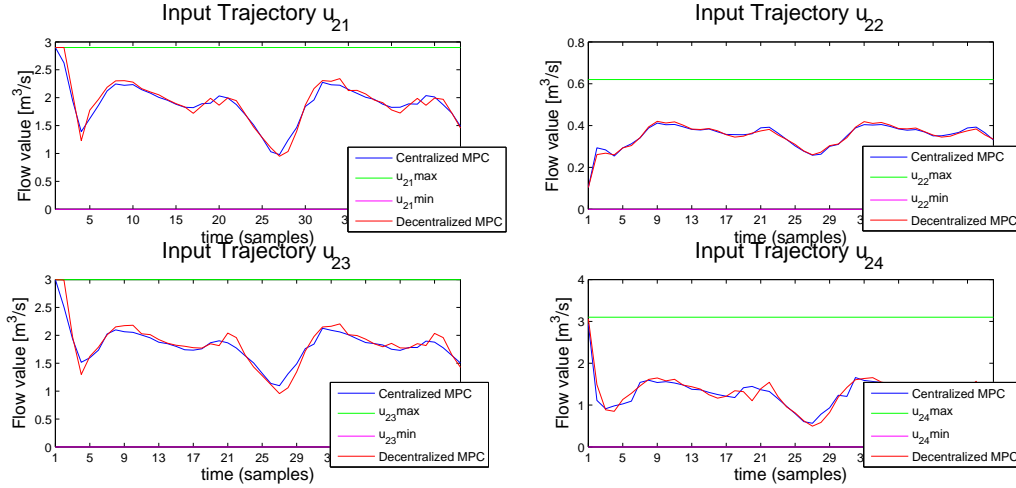 Input Trajectory u21
Flow value [m3/s]
3
2.5
2
1.5
1
0.5
0
5 10 15 20 25 30
time (samples)
Centralized MPC
u21max
u21min
Decentralized MPC
Input Trajectory u22
Flow value [m3/s]
0.8
0.6
0.4
0.2
0
1 5 9 13 17 21 25 29
time (samples)
Centralized MPC
u22max
u22min
Decentralized MPC
Input Trajectory u23
Flow value [m3/s]
3
2.5
2
1.5
1
0.5
0
1 5 9 13 17 21 25 29
time (samples)
Centralized MPC
u23max
u23min
Decentralized MPC
Input Trajectory u24
Flow value [m3/s]
4
3
2
1
0
1 5 9 13 17 21 25 29
time (samples)
Centralized MPC
u24max
u24min
Decentralized MPC